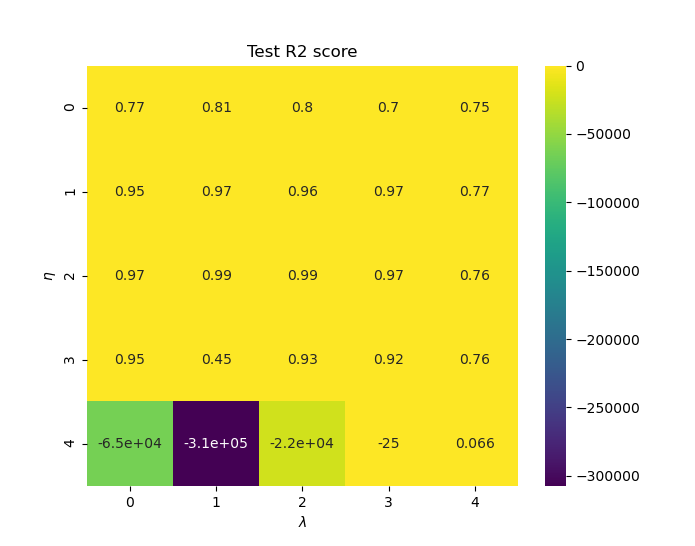 Test R2 score
0 0.77 0.81 0.8 0.7 0.75
1 0.95 0.97 0.96 0.97 0.77
η 2 0.97 0.99 0.99 0.97 0.76
3 0.95 0.45 0.93 0.92 0.76
4 -6.5e+04 -3.1e+05 -2.2e+04 -25 0.066
0 1 2 3 4
λ
0
−50000
−100000
−150000
−200000
−250000
−300000